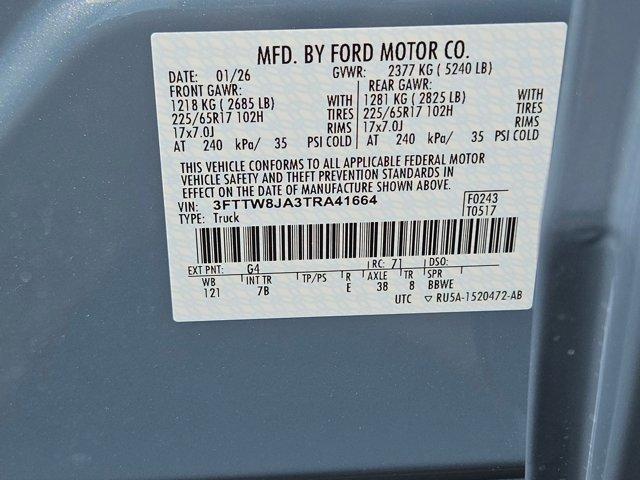 MFD. BY FORD MOTOR CO.
DATE: 01/26 GVWR: 2377 KG ( 5240 LB)
FRONT GAWR: REAR GAWR:
1218 KG ( 2685 LB) WITH 1281 KG ( 2825 LB) WITH
225/65R17 102H TIRES 225/65R17 102H TIRES
17x7.0J RIMS 17x7.0J RIMS
AT 240 kPa/ 35 PSI COLD AT 240 kPa/ 35 PSI COLD
THIS VEHICLE CONFORMS TO ALL APPLICABLE FEDERAL MOTOR
VEHICLE SAFETY AND THEFT PREVENTION STANDARDS IN
EFFECT ON THE DATE OF MANUFACTURE SHOWN ABOVE.
VIN: 3FTTW8JA3TRA41664 F0243
TYPE: Truck T0517
EXT PNT: G4 RC: 71 DSO:
WB INT TR TP/PS R AXLE TR SPR
121 7B E 38 8 BBWE
UTC ▽ RU5A-1520472-AB